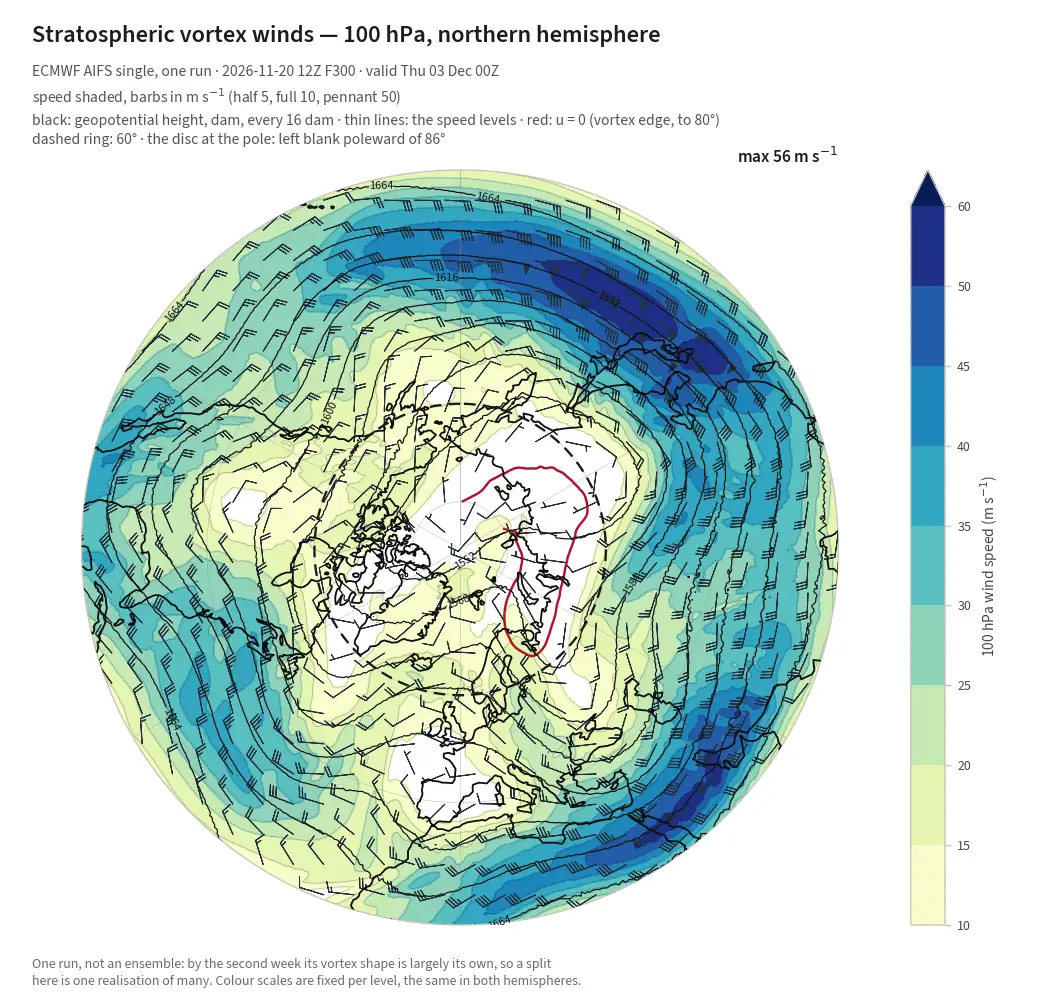 Stratospheric vortex winds — 100 hPa, northern hemisphere
ECMWF AIFS single, one run · 2026-11-20 12Z F300 · valid Thu 03 Dec 00Z
speed shaded, barbs in m s⁻¹ (half 5, full 10, pennant 50)
black: geopotential height, dam, every 16 dam · thin lines: the speed levels · red: u = 0 (vortex edge, to 80°)
dashed ring: 60° · the disc at the pole: left blank poleward of 86°
max 56 m s⁻¹
1664
1664
1616
1632
1664
1648
1600
1552
1664
1664
60
50
45
40
35
30
25
20
15
10
100 hPa wind speed (m s⁻¹)
One run, not an ensemble: by the second week its vortex shape is largely its own, so a split
here is one realisation of many. Colour scales are fixed per level, the same in both hemispheres.